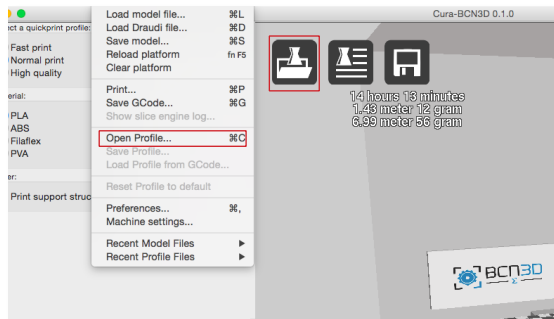 Cura-BCN3D 0.1.0
ect a quickprint profile:
Fast print
Normal print
High quality
erial:
PLA
ABS
Filaflex
PVA
er:
Print support struc
Load model file... ⌘L
Load Draudi file... ⌘D
Save model... ⌘S
Reload platform fn F5
Clear platform
Print... ⌘P
Save GCode... ⌘G
Show slice engine log...
Open Profile... ⌘C
Save Profile...
Load Profile from GCode...
Reset Profile to default
Preferences... ⌘,
Machine settings...
Recent Model Files ▶
Recent Profile Files ▶
14 hours 13 minutes
1.43 meter 12 gram
6.99 meter 56 gram
BCN3D
Σ